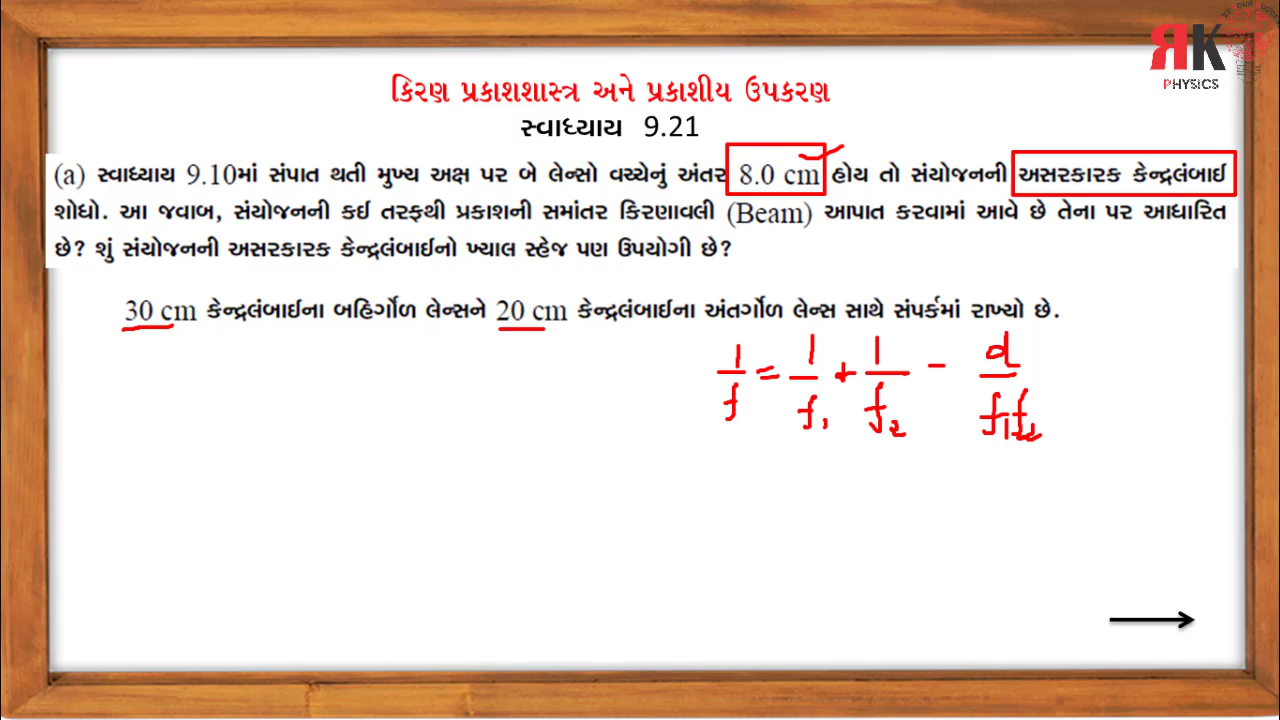 ЯK
PHYSICS
કિરણ પ્રકાશશાસ્ત્ર અને પ્રકાશીય ઉપકરણ
સ્વાધ્યાય 9.21
(a) સ્વાધ્યાય 9.10માં સંપાત થતી મુખ્ય અક્ષ પર બે લેન્સો વચ્ચેનું અંતર 8.0 cm હોય તો સંયોજનની અસરકારક કેન્દ્રલંબાઈ
શોધો. આ જવાબ, સંયોજનની કઈ તરફથી પ્રકાશની સમાંતર કિરણાવલી (Beam) આપાત કરવામાં આવે છે તેના પર આધારિત
છે? શું સંયોજનની અસરકારક કેન્દ્રલંબાઈનો ખ્યાલ સ્હેજ પણ ઉપયોગી છે?
30 cm કેન્દ્રલંબાઈના બહિર્ગોળ લેન્સને 20 cm કેન્દ્રલંબાઈના અંતર્ગોળ લેન્સ સાથે સંપર્કમાં રાખ્યો છે.
1/f = 1/f₁ + 1/f₂ - d/f₁f₂